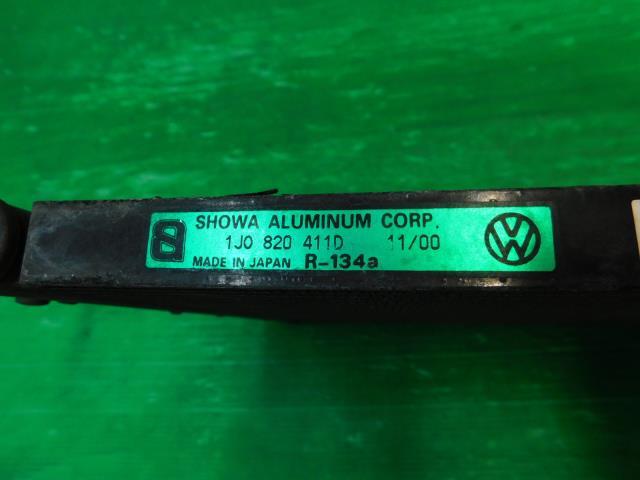 SHOWA ALUMINUM CORP.
1J0 820 411D 11/00
MADE IN JAPAN R-134a